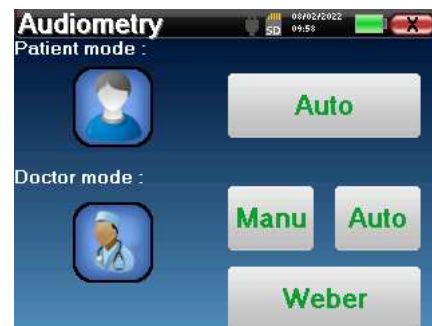 Audiometry
SD
08/02/2022
09:58
X
Patient mode :
Auto
Doctor mode :
Manu
Auto
Weber